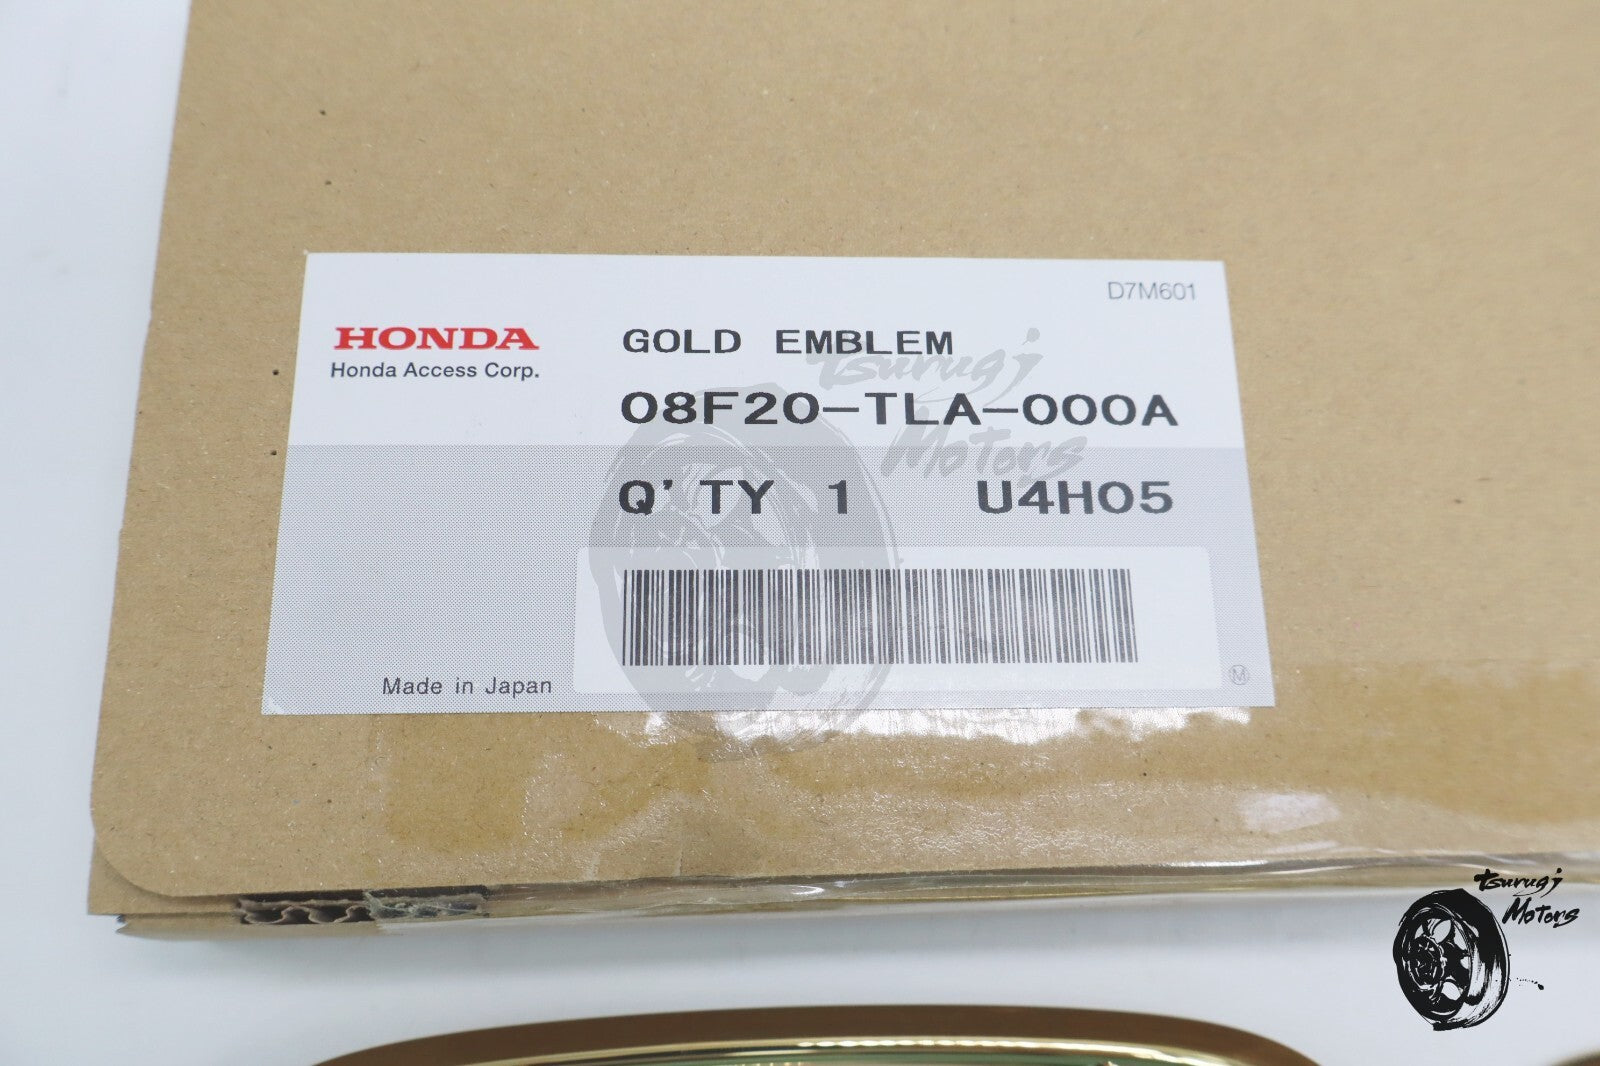 D7M601
HONDA
Honda Access Corp.
GOLD EMBLEM
08F20-TLA-000A
Q'TY 1 U4H05
Made in Japan
M
tsurugi
Motors
tsurugi
Motors